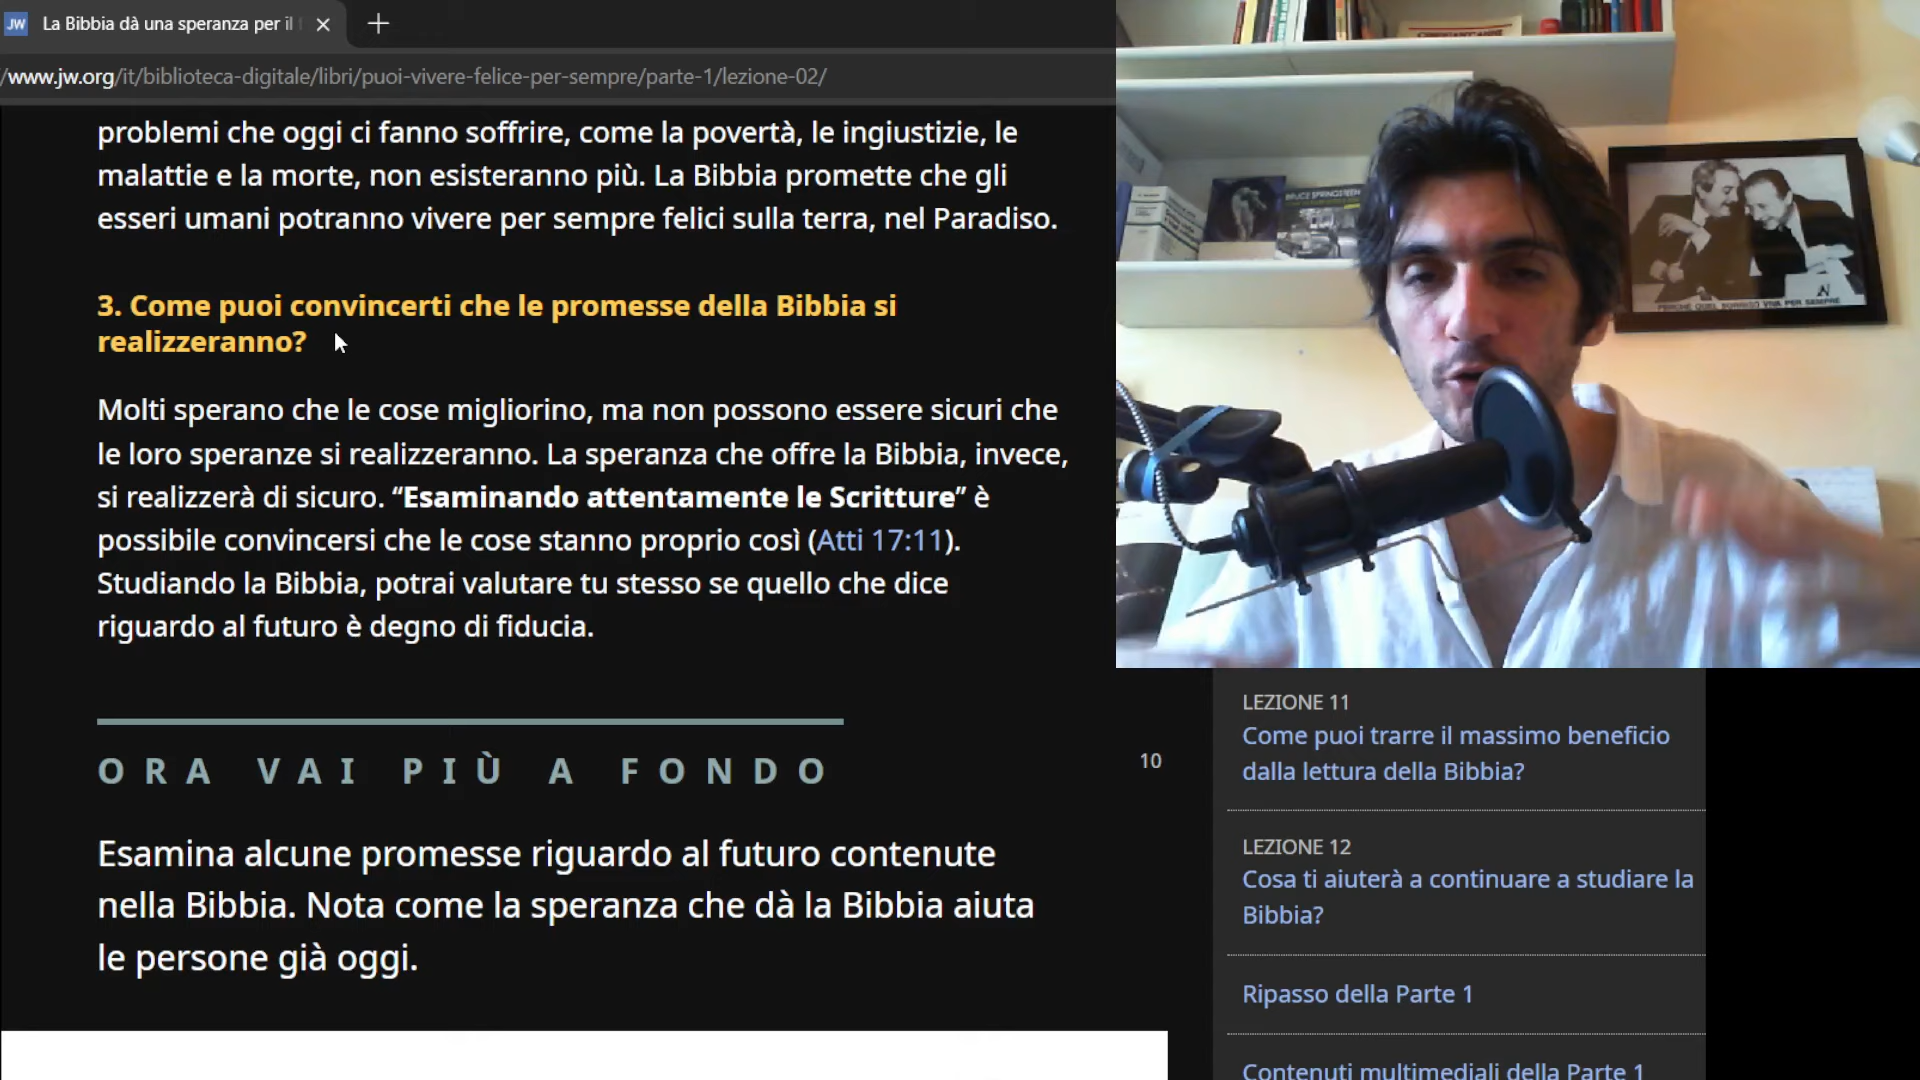 JW La Bibbia dà una speranza per il
/www.jw.org/it/biblioteca-digitale/libri/puoi-vivere-felice-per-sempre/parte-1/lezione-02/
problemi che oggi ci fanno soffrire, come la povertà, le ingiustizie, le
malattie e la morte, non esisteranno più. La Bibbia promette che gli
esseri umani potranno vivere per sempre felici sulla terra, nel Paradiso.
3. Come puoi convincerti che le promesse della Bibbia si
realizzeranno?
Molti sperano che le cose migliorino, ma non possono essere sicuri che
le loro speranze si realizzeranno. La speranza che offre la Bibbia, invece,
si realizzerà di sicuro. “Esaminando attentamente le Scritture” è
possibile convincersi che le cose stanno proprio così (Atti 17:11).
Studiando la Bibbia, potrai valutare tu stesso se quello che dice
riguardo al futuro è degno di fiducia.
ORA VAI PIÙ A FONDO
10
Esamina alcune promesse riguardo al futuro contenute
nella Bibbia. Nota come la speranza che dà la Bibbia aiuta
le persone già oggi.
BRUCE SPRINGSTEEN
PERCHÉ QUEL SORRISO VIVA PER SEMPRE
LEZIONE 11
Come puoi trarre il massimo beneficio
dalla lettura della Bibbia?
LEZIONE 12
Cosa ti aiuterà a continuare a studiare la
Bibbia?
Ripasso della Parte 1
Contenuti multimediali della Parte 1